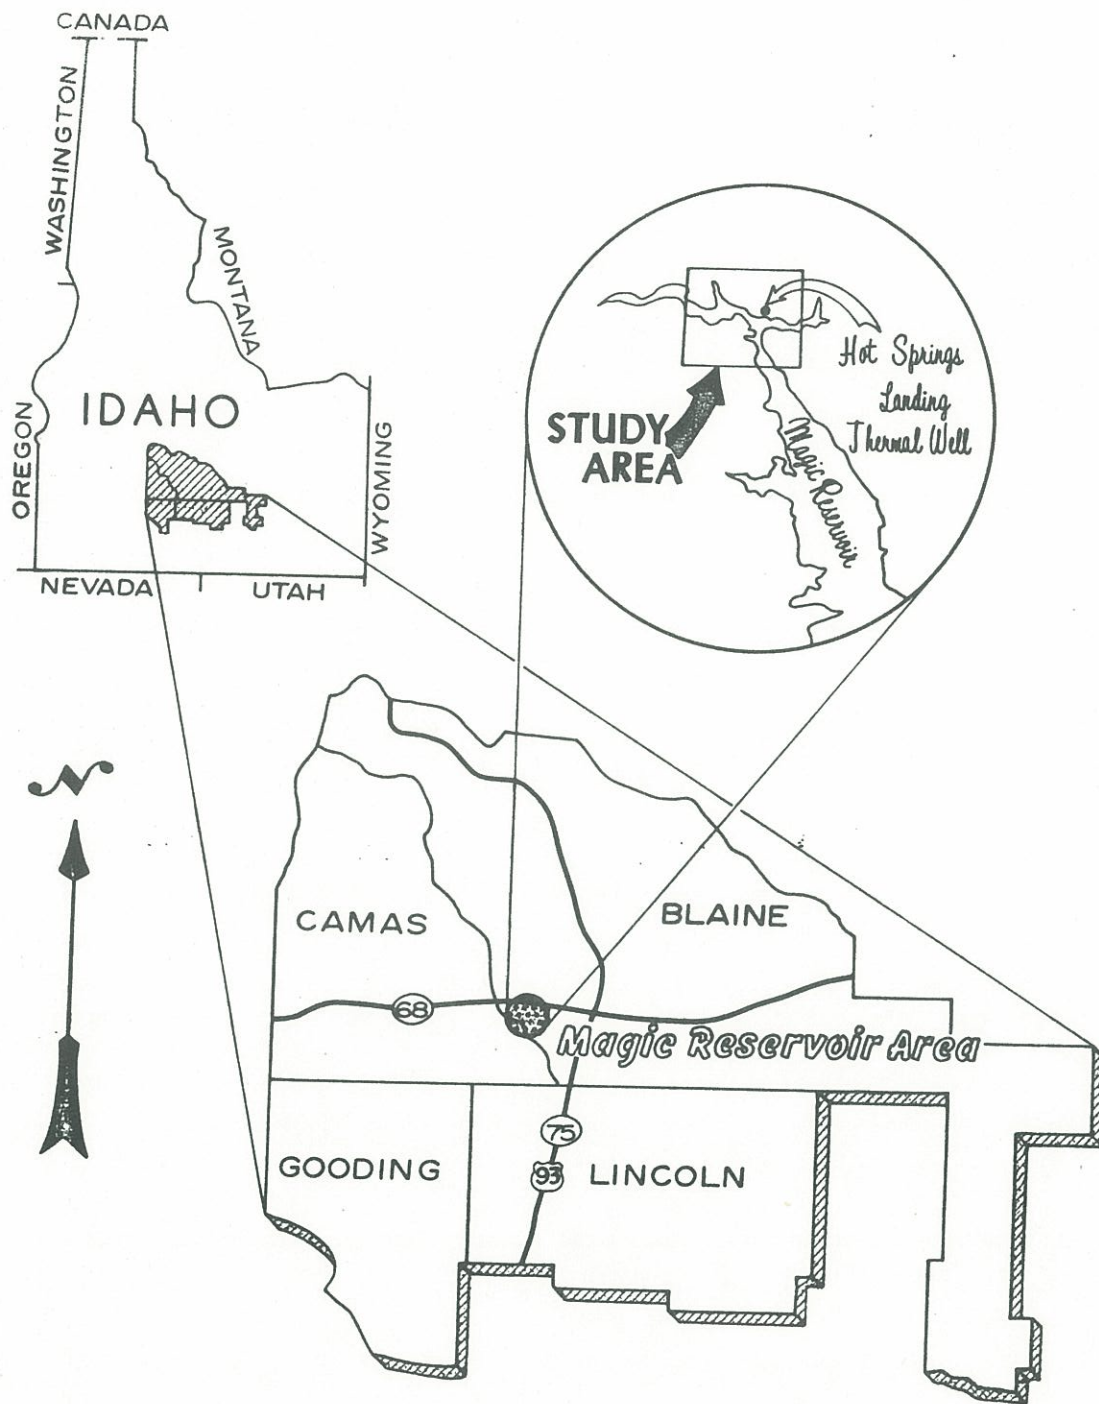 CANADA
WASHINGTON
MONTANA
IDAHO
OREGON
WYOMING
NEVADA
UTAH
Hot Springs
Landing
Thermal Well
STUDY
AREA
Magic Reservoir
N
CAMAS
BLAINE
68
Magic Reservoir Area
75
93
GOODING
LINCOLN